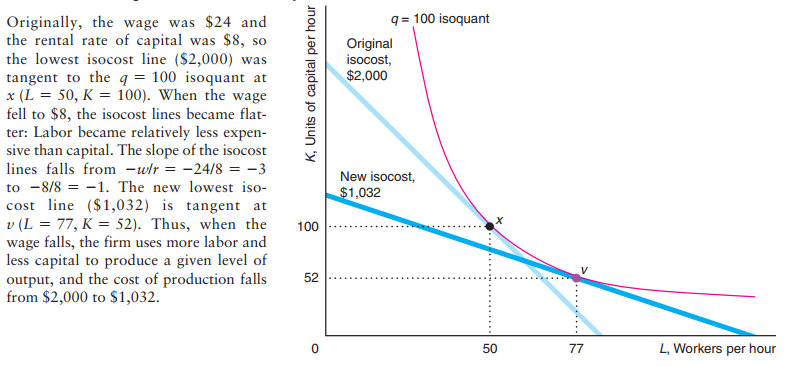 Originally, the wage was $24 and
the rental rate of capital was $8, so
the lowest isocost line ($2,000) was
tangent to the q = 100 isoquant at
x (L = 50, K = 100). When the wage
fell to $8, the isocost lines became flat-
ter: Labor became relatively less expen-
sive than capital. The slope of the isocost
lines falls from −w/r = −24/8 = −3
to −8/8 = −1. The new lowest iso-
cost line ($1,032) is tangent at
v (L = 77, K = 52). Thus, when the
wage falls, the firm uses more labor and
less capital to produce a given level of
output, and the cost of production falls
from $2,000 to $1,032.
K, Units of capital per hour
q = 100 isoquant
Original
isocost,
$2,000
New isocost,
$1,032
100
x
52
v
0
50
77
L, Workers per hour